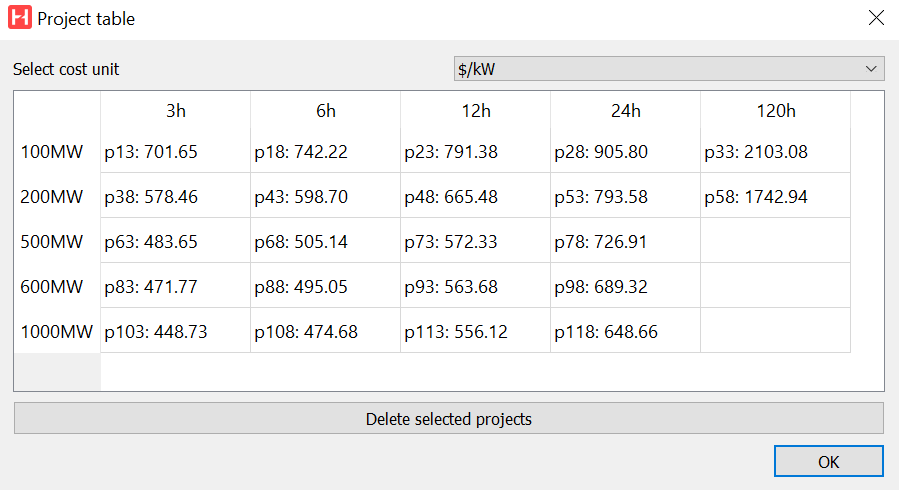 Project table
Select cost unit $/kW
3h 6h 12h 24h 120h
100MW p13: 701.65 p18: 742.22 p23: 791.38 p28: 905.80 p33: 2103.08
200MW p38: 578.46 p43: 598.70 p48: 665.48 p53: 793.58 p58: 1742.94
500MW p63: 483.65 p68: 505.14 p73: 572.33 p78: 726.91
600MW p83: 471.77 p88: 495.05 p93: 563.68 p98: 689.32
1000MW p103: 448.73 p108: 474.68 p113: 556.12 p118: 648.66
Delete selected projects
OK